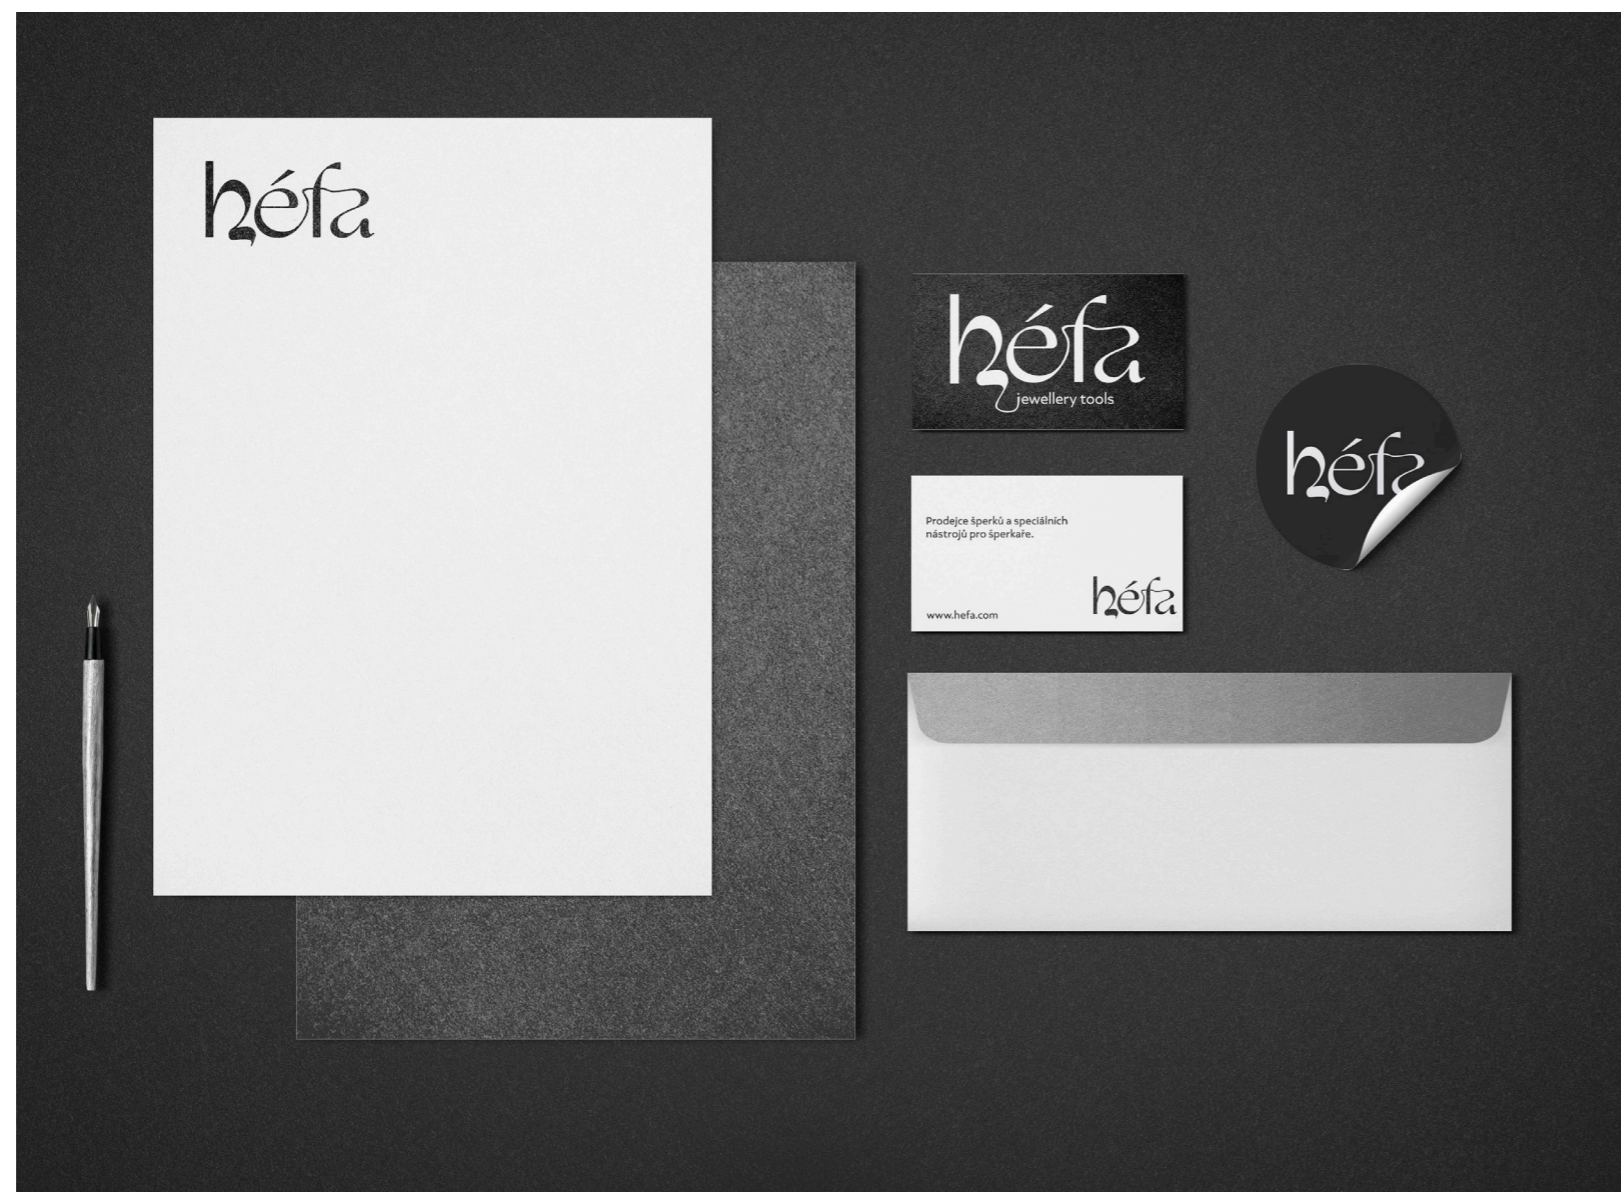 héfa
héfa
jewellery tools
héfa
Prodejce šperků a speciálních
nástrojů pro šperkaře.
www.hefa.com
héfa